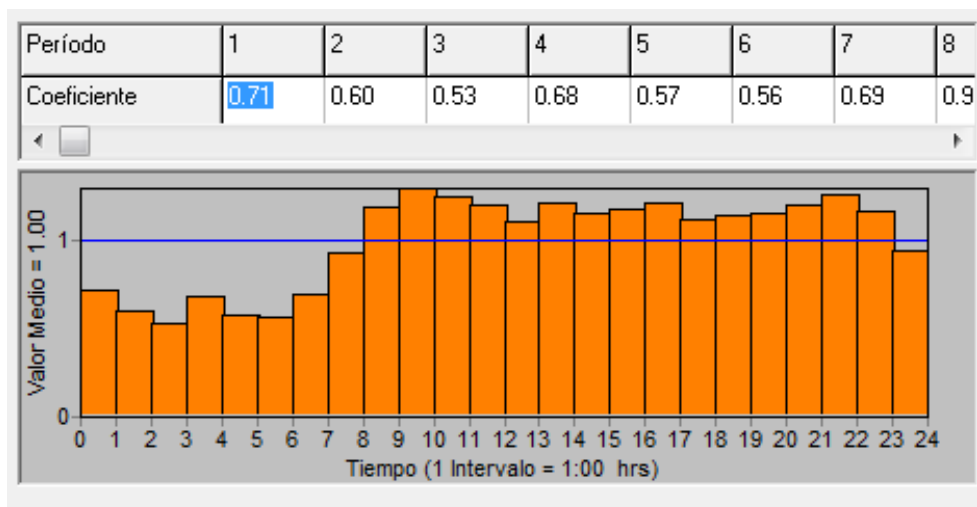 Período 1 2 3 4 5 6 7 8
Coeficiente 0.71 0.60 0.53 0.68 0.57 0.56 0.69 0.9
Valor Medio = 1.00
1
0
0 1 2 3 4 5 6 7 8 9 10 11 12 13 14 15 16 17 18 19 20 21 22 23 24
Tiempo (1 Intervalo = 1:00 hrs)